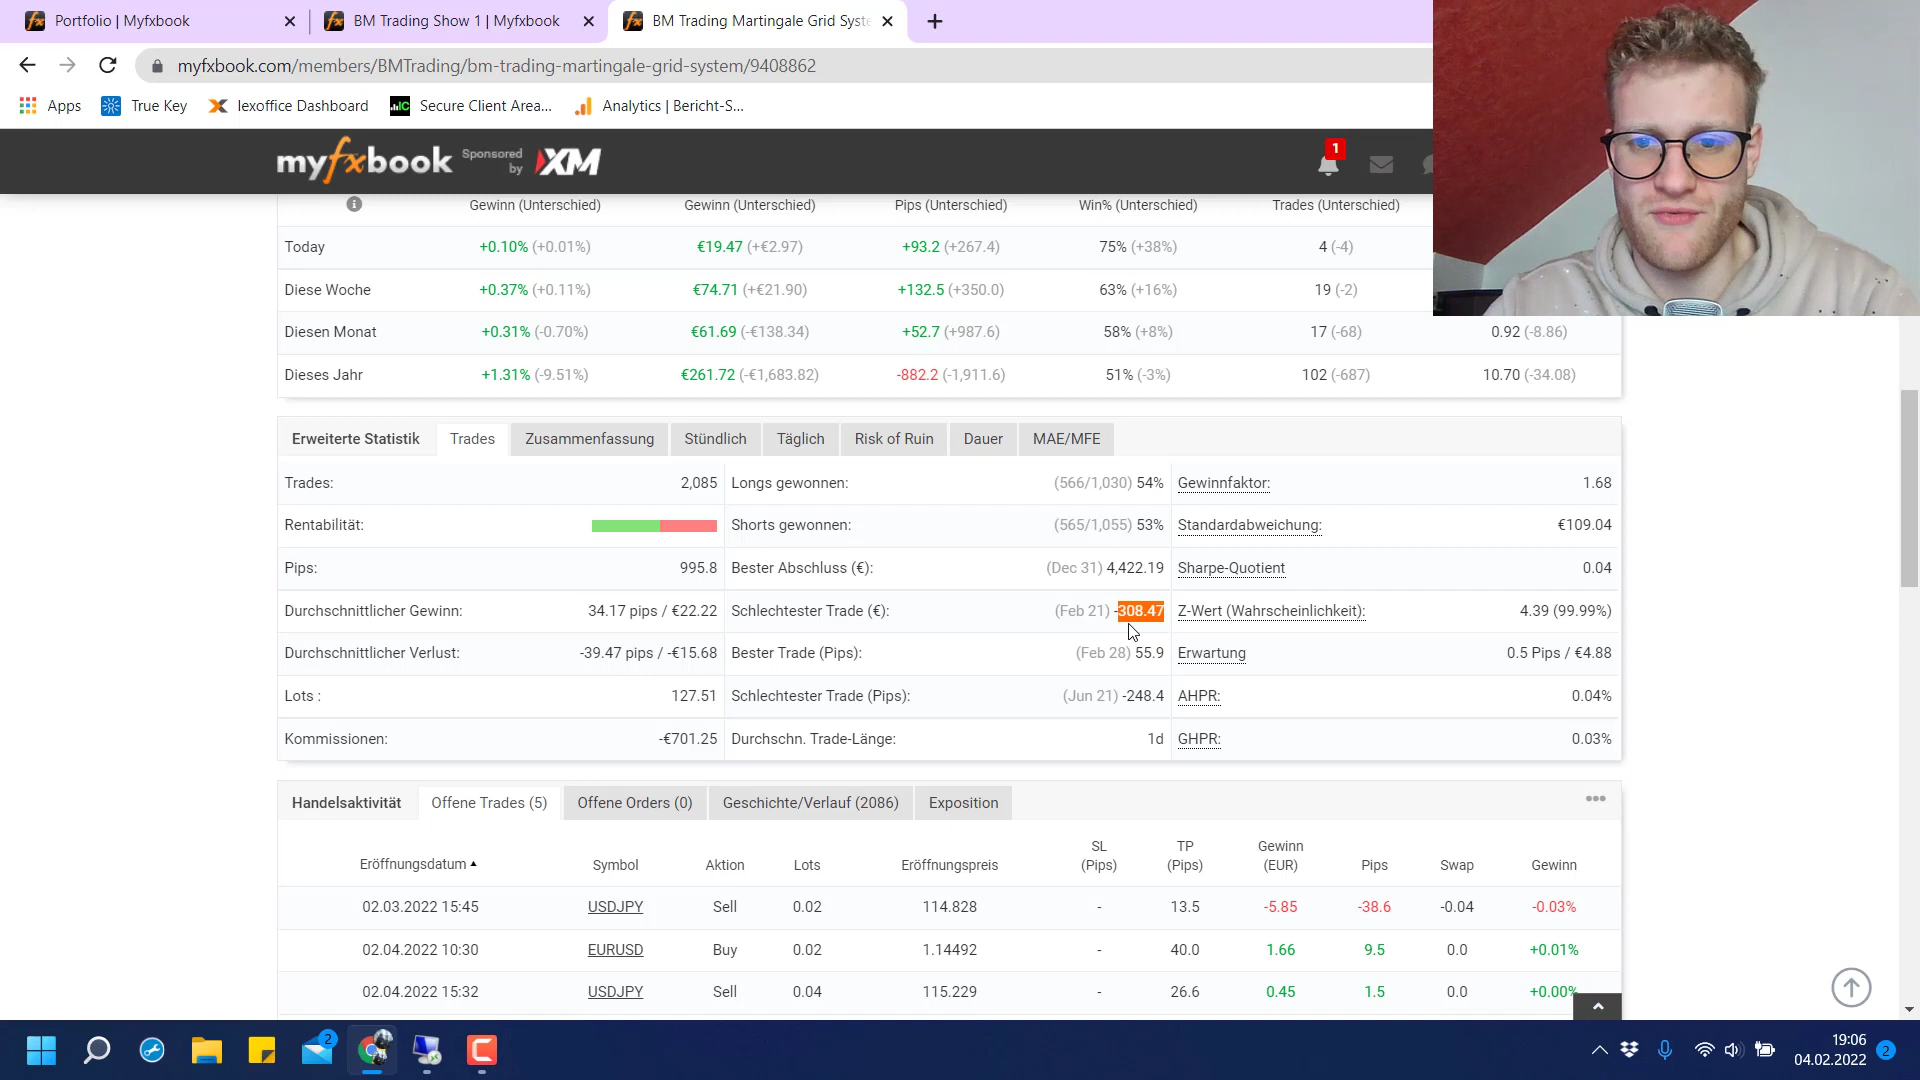 Portfolio | Myfxbook
BM Trading Show 1 | Myfxbook
BM Trading Martingale Grid Syste
myfxbook.com/members/BMTrading/bm-trading-martingale-grid-system/9408862
Apps
True Key
lexoffice Dashboard
Secure Client Area...
Analytics | Bericht-S...
myfxbook Sponsored by XM
1
Gewinn (Unterschied) Gewinn (Unterschied) Pips (Unterschied) Win% (Unterschied) Trades (Unterschied)
Today +0.10% (+0.01%) €19.47 (+€2.97) +93.2 (+267.4) 75% (+38%) 4 (-4)
Diese Woche +0.37% (+0.11%) €74.71 (+€21.90) +132.5 (+350.0) 63% (+16%) 19 (-2)
Diesen Monat +0.31% (-0.70%) €61.69 (-€138.34) +52.7 (+987.6) 58% (+8%) 17 (-68) 0.92 (-8.86)
Dieses Jahr +1.31% (-9.51%) €261.72 (-€1,683.82) -882.2 (-1,911.6) 51% (-3%) 102 (-687) 10.70 (-34.08)
Erweiterte Statistik Trades Zusammenfassung Stündlich Täglich Risk of Ruin Dauer MAE/MFE
Trades: 2,085 Longs gewonnen: (566/1,030) 54% Gewinnfaktor: 1.68
Rentabilität: Shorts gewonnen: (565/1,055) 53% Standardabweichung: €109.04
Pips: 995.8 Bester Abschluss (€): (Dec 31) 4,422.19 Sharpe-Quotient 0.04
Durchschnittlicher Gewinn: 34.17 pips / €22.22 Schlechtester Trade (€): (Feb 21) -308.47 Z-Wert (Wahrscheinlichkeit): 4.39 (99.99%)
Durchschnittlicher Verlust: -39.47 pips / -€15.68 Bester Trade (Pips): (Feb 28) 55.9 Erwartung 0.5 Pips / €4.88
Lots : 127.51 Schlechtester Trade (Pips): (Jun 21) -248.4 AHPR: 0.04%
Kommissionen: -€701.25 Durchschn. Trade-Länge: 1d GHPR: 0.03%
Handelsaktivität Offene Trades (5) Offene Orders (0) Geschichte/Verlauf (2086) Exposition
Eröffnungsdatum Symbol Aktion Lots Eröffnungspreis SL (Pips) TP (Pips) Gewinn (EUR) Pips Swap Gewinn
02.03.2022 15:45 USDJPY Sell 0.02 114.828 - 13.5 -5.85 -38.6 -0.04 -0.03%
02.04.2022 10:30 EURUSD Buy 0.02 1.14492 - 40.0 1.66 9.5 0.0 +0.01%
02.04.2022 15:32 USDJPY Sell 0.04 115.229 - 26.6 0.45 1.5 0.0 +0.00%
2
19:06
04.02.2022
2